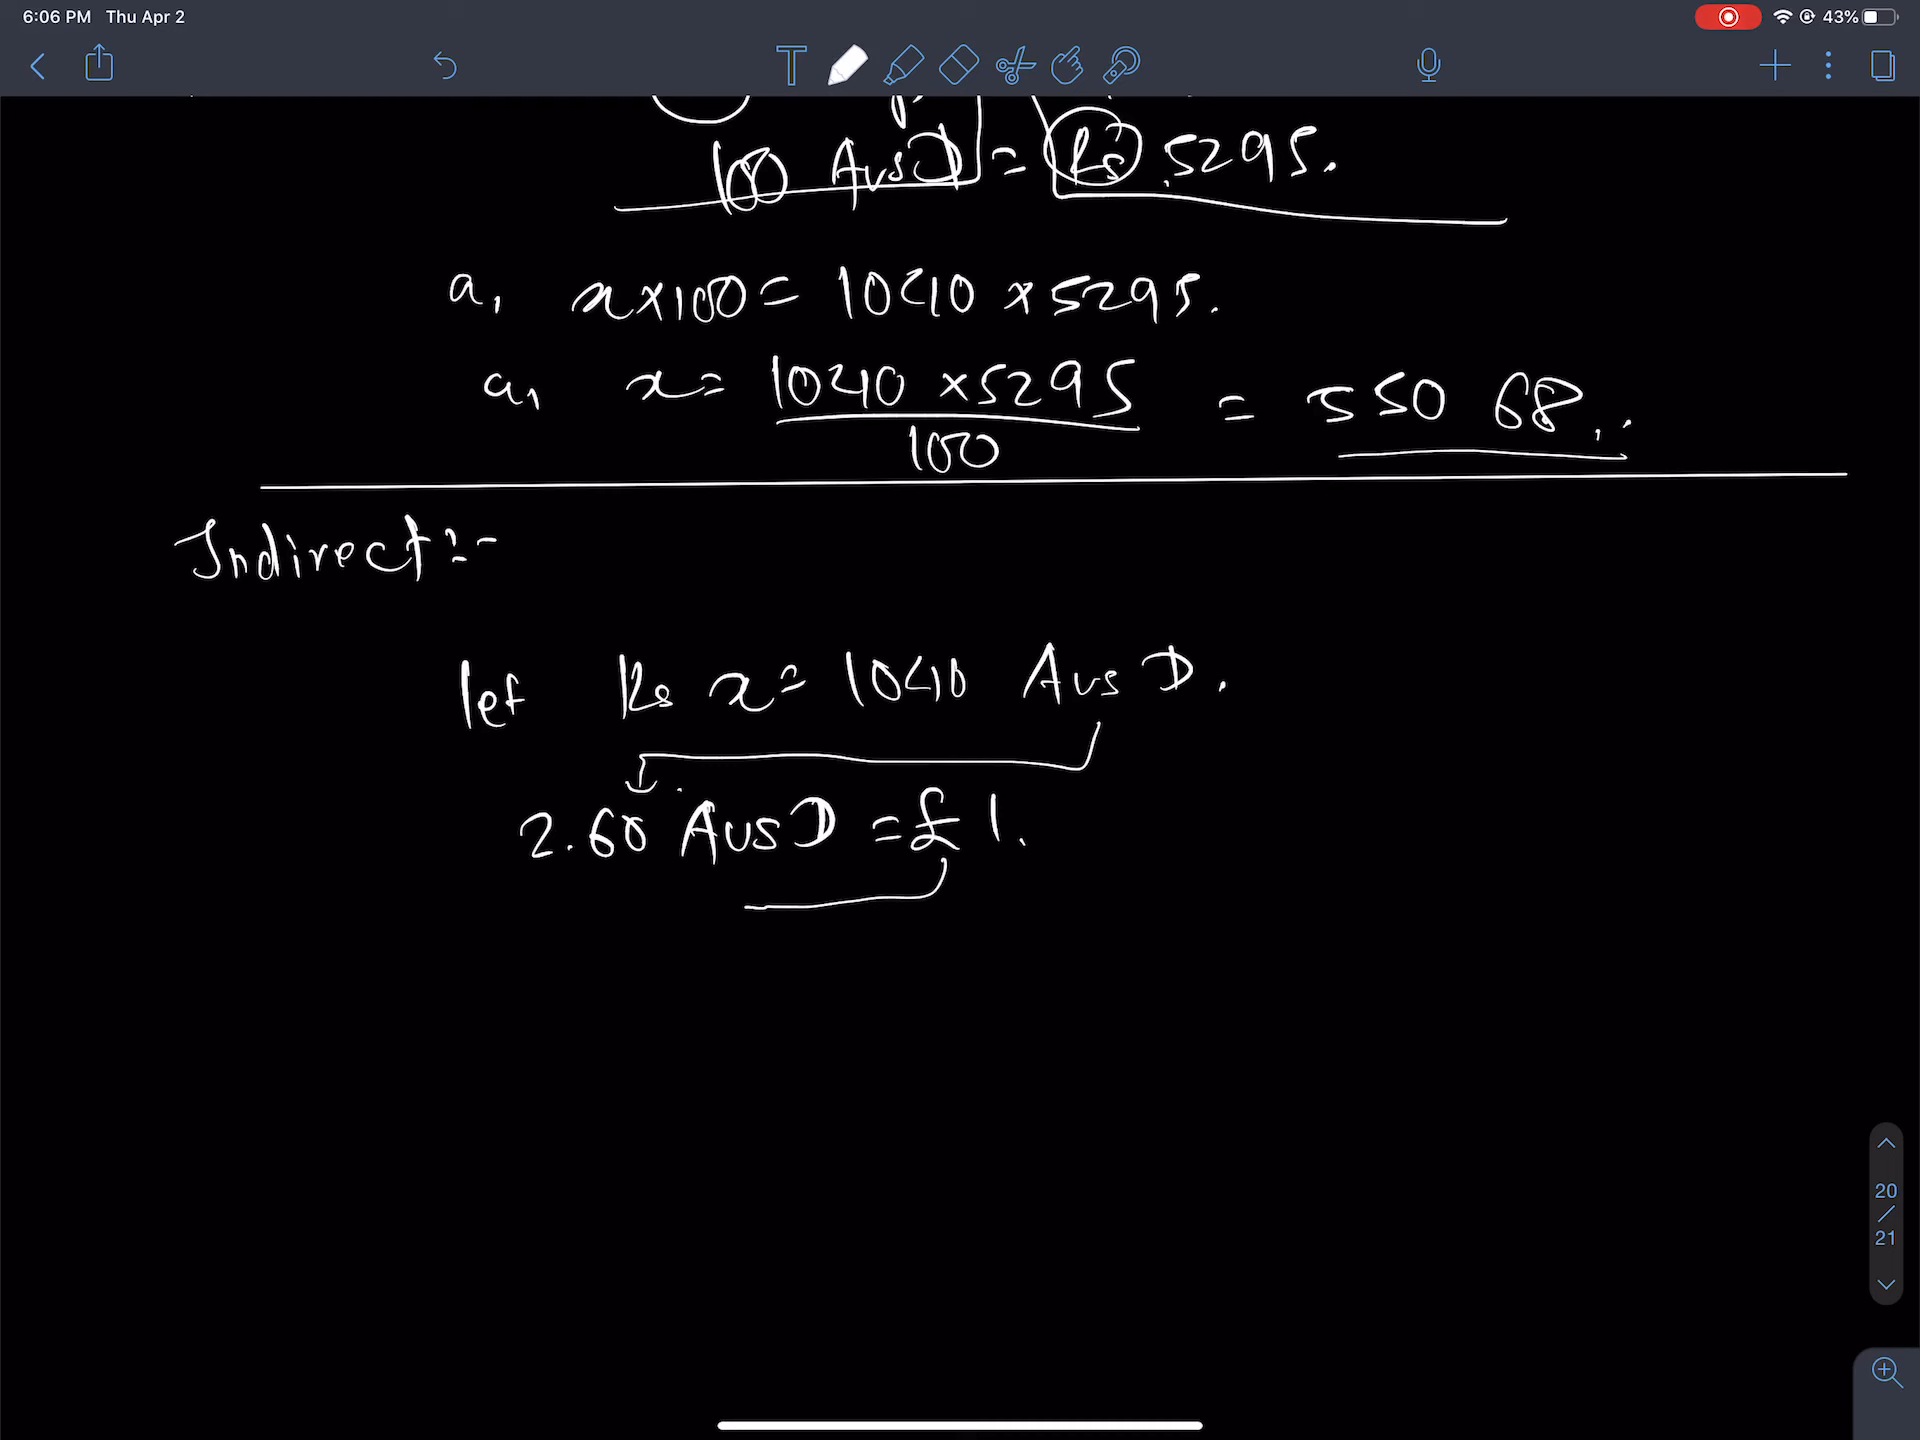 6:06 PM Thu Apr 2 43%
100 AusD = Rs 5295.
a, x×100 = 1040 × 5295.
a, x = 1040 × 5295 = 55068.
100
Indirect:-
let Rs x = 1040 Aus D.
2.60 AusD = £ 1.
20
/
21